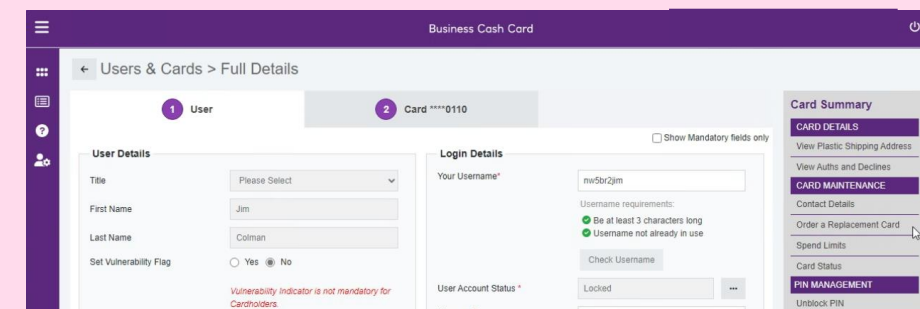 Business Cash Card
Users & Cards > Full Details
1 User
2 Card ****0110
Show Mandatory fields only
User Details
Title
Please Select
First Name
Jim
Last Name
Colman
Set Vulnerability Flag
Yes
No
Vulnerability Indicator is not mandatory for
Cardholders.
Login Details
Your Username*
nw5br2jim
Username requirements:
Be at least 3 characters long
Username not already in use
Check Username
User Account Status *
Locked
...
Card Summary
CARD DETAILS
View Plastic Shipping Address
View Auths and Declines
CARD MAINTENANCE
Contact Details
Order a Replacement Card
Spend Limits
Card Status
PIN MANAGEMENT
Unblock PIN